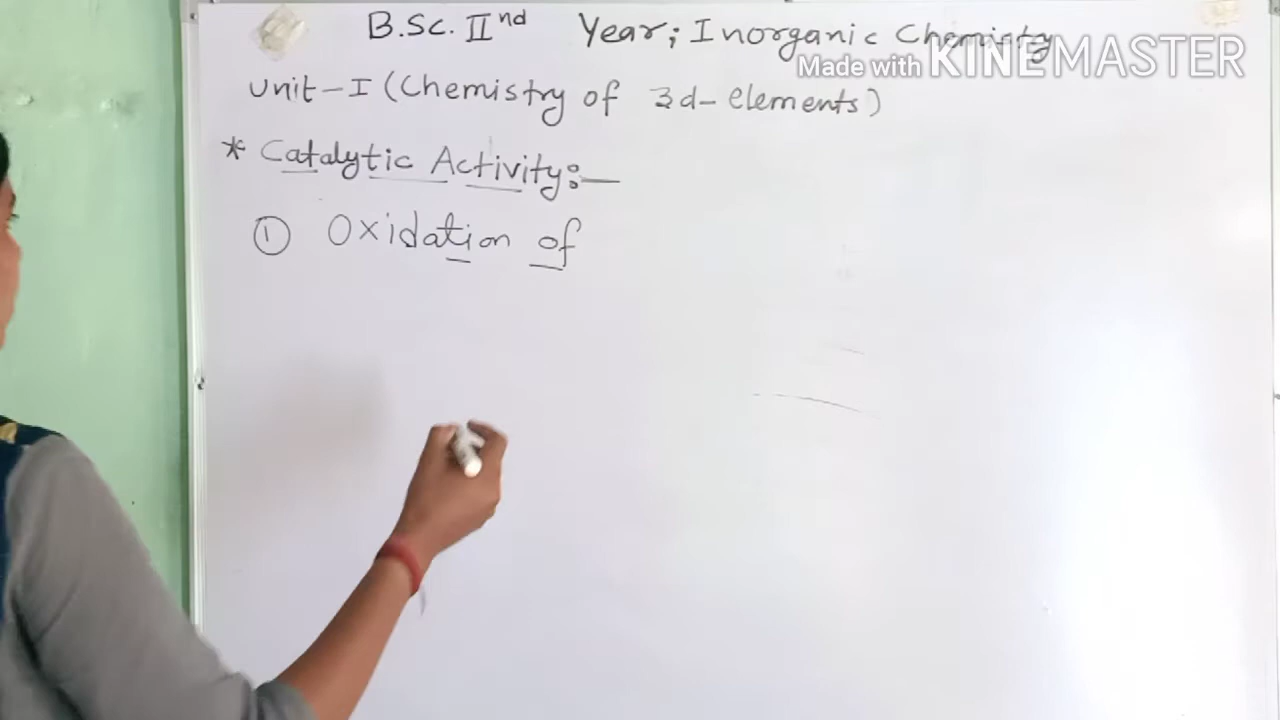 B.Sc. IInd Year; Inorganic Chemistry
Made with KINEMASTER
Unit-I (Chemistry of 3d-elements)
* Catalytic Activity:—
① Oxidation of